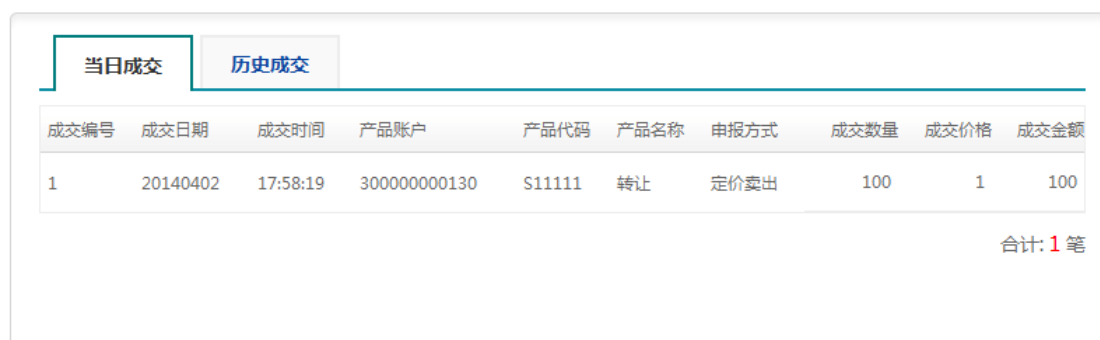 当日成交 历史成交
成交编号 成交日期 成交时间 产品账户 产品代码 产品名称 申报方式 成交数量 成交价格 成交金额
1 20140402 17:58:19 300000000130 S11111 转让 定价卖出 100 1 100
合计: 1 笔